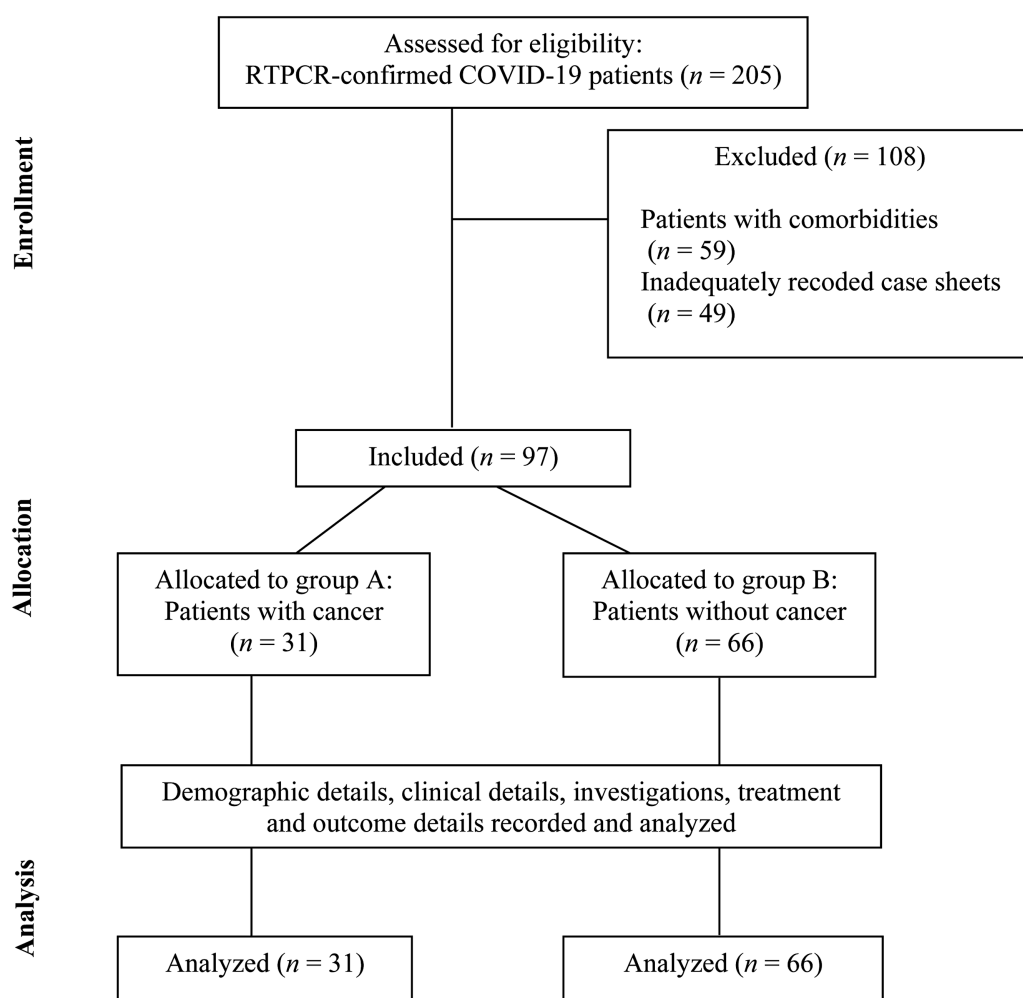 Assessed for eligibility:
RTPCR-confirmed COVID-19 patients (n = 205)
Enrollment
Excluded (n = 108)
Patients with comorbidities
(n = 59)
Inadequately recoded case sheets
(n = 49)
Included (n = 97)
Allocation
Allocated to group A:
Patients with cancer
(n = 31)
Allocated to group B:
Patients without cancer
(n = 66)
Demographic details, clinical details, investigations, treatment
and outcome details recorded and analyzed
Analysis
Analyzed (n = 31)
Analyzed (n = 66)